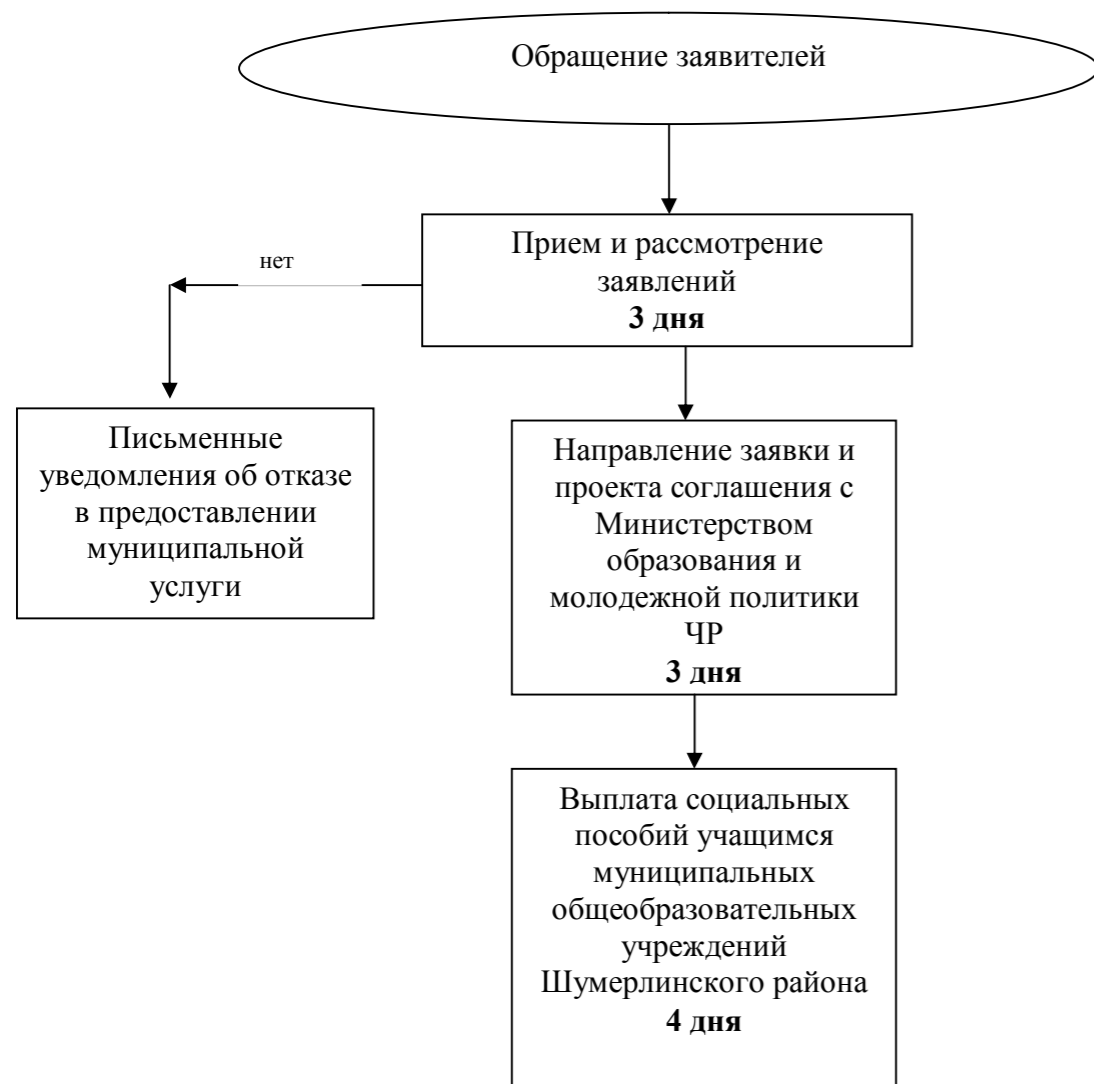 Обращение заявителей
Прием и рассмотрение
заявлений
3 дня
нет
Письменные
уведомления об отказе
в предоставлении
муниципальной
услуги
Направление заявки и
проекта соглашения с
Министерством
образования и
молодежной политики
ЧР
3 дня
Выплата социальных
пособий учащимся
муниципальных
общеобразовательных
учреждений
Шумерлинского района
4 дня